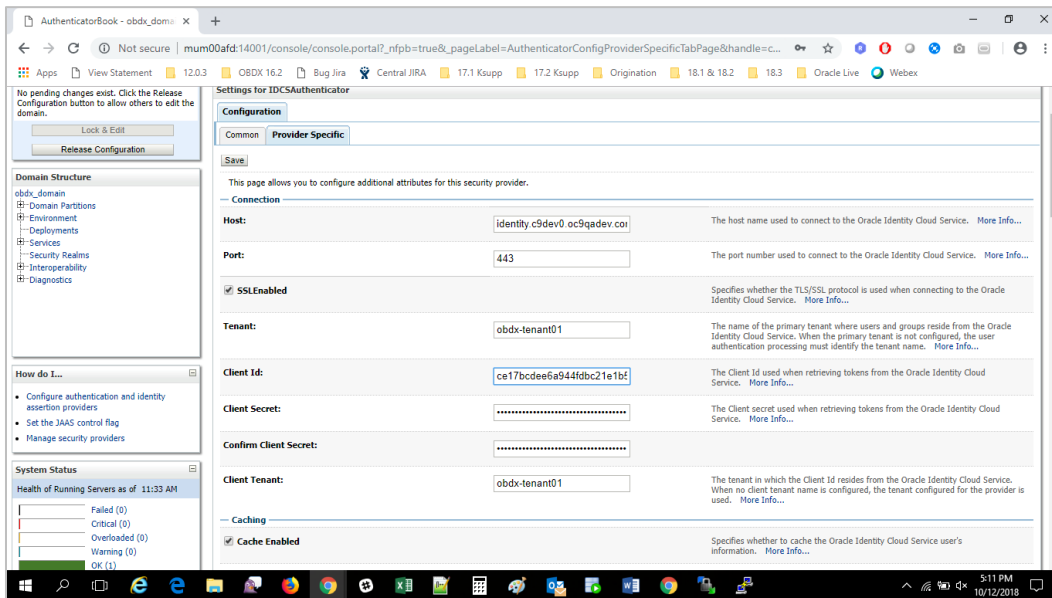 AuthenticatorBook - obdx_doma
Not secure | mum00afd:14001/console/console.portal?_nfpb=true&_pageLabel=AuthenticatorConfigProviderSpecificTabPage&handle=c...
Apps View Statement 12.0.3 OBDX 16.2 Bug Jira Central JIRA 17.1 Ksupp 17.2 Ksupp Origination 18.1 & 18.2 18.3 Oracle Live Webex
No pending changes exist. Click the Release
Configuration button to allow others to edit the
domain.
Lock & Edit
Release Configuration
Domain Structure
obdx_domain
Domain Partitions
Environment
Deployments
Services
Security Realms
Interoperability
Diagnostics
How do I...
Configure authentication and identity
assertion providers
Set the JAAS control flag
Manage security providers
System Status
Health of Running Servers as of 11:33 AM
Failed (0)
Critical (0)
Overloaded (0)
Warning (0)
OK (1)
Settings for IDCSAuthenticator
Configuration
Common Provider Specific
Save
This page allows you to configure additional attributes for this security provider.
Connection
Host:
identity.c9dev0.oc9qadev.cor
The host name used to connect to the Oracle Identity Cloud Service. More Info...
Port:
443
The port number used to connect to the Oracle Identity Cloud Service. More Info...
SSLEnabled
Specifies whether the TLS/SSL protocol is used when connecting to the Oracle
Identity Cloud Service. More Info...
Tenant:
obdx-tenant01
The name of the primary tenant where users and groups reside from the Oracle
Identity Cloud Service. When the primary tenant is not configured, the user
authentication processing must identify the tenant name. More Info...
Client Id:
ce17bcdee6a944fdbc21e1b5
The Client Id used when retrieving tokens from the Oracle Identity Cloud
Service. More Info...
Client Secret:
The Client secret used when retrieving tokens from the Oracle Identity Cloud
Service. More Info...
Confirm Client Secret:
Client Tenant:
obdx-tenant01
The tenant in which the Client Id resides from the Oracle Identity Cloud Service.
When no client tenant name is configured, the tenant configured for the provider is
used. More Info...
Caching
Cache Enabled
Specifies whether to cache the Oracle Identity Cloud Service user's
information. More Info...
5:11 PM
10/12/2018